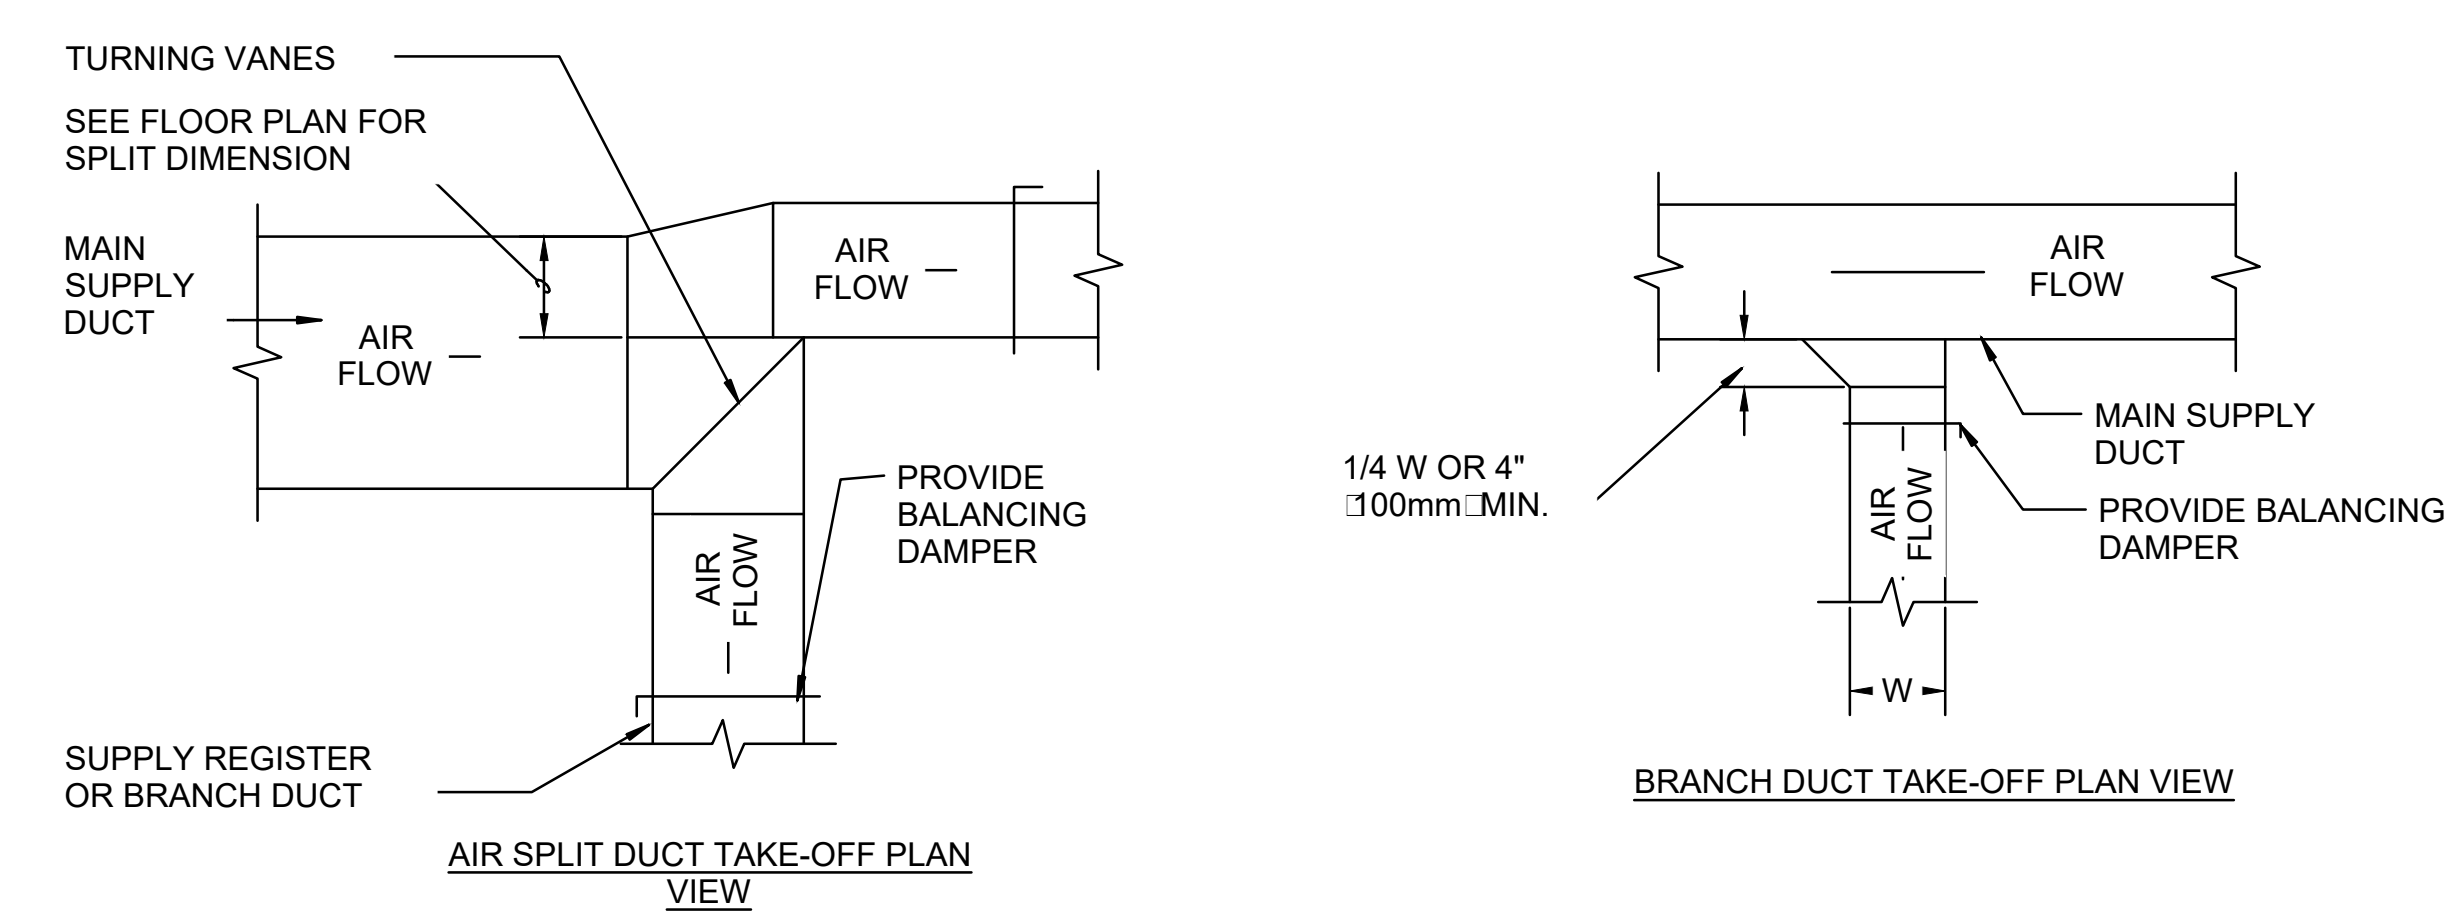 TURNING VANES
SEE FLOOR PLAN FOR
SPLIT DIMENSION
MAIN
SUPPLY
DUCT
AIR
FLOW
AIR
FLOW
PROVIDE
BALANCING
DAMPER
AIR
FLOW
SUPPLY REGISTER
OR BRANCH DUCT
AIR SPLIT DUCT TAKE-OFF PLAN
VIEW
AIR
FLOW
MAIN SUPPLY
DUCT
1/4 W OR 4"
□100mm□MIN.
AIR
FLOW
PROVIDE BALANCING
DAMPER
W
BRANCH DUCT TAKE-OFF PLAN VIEW